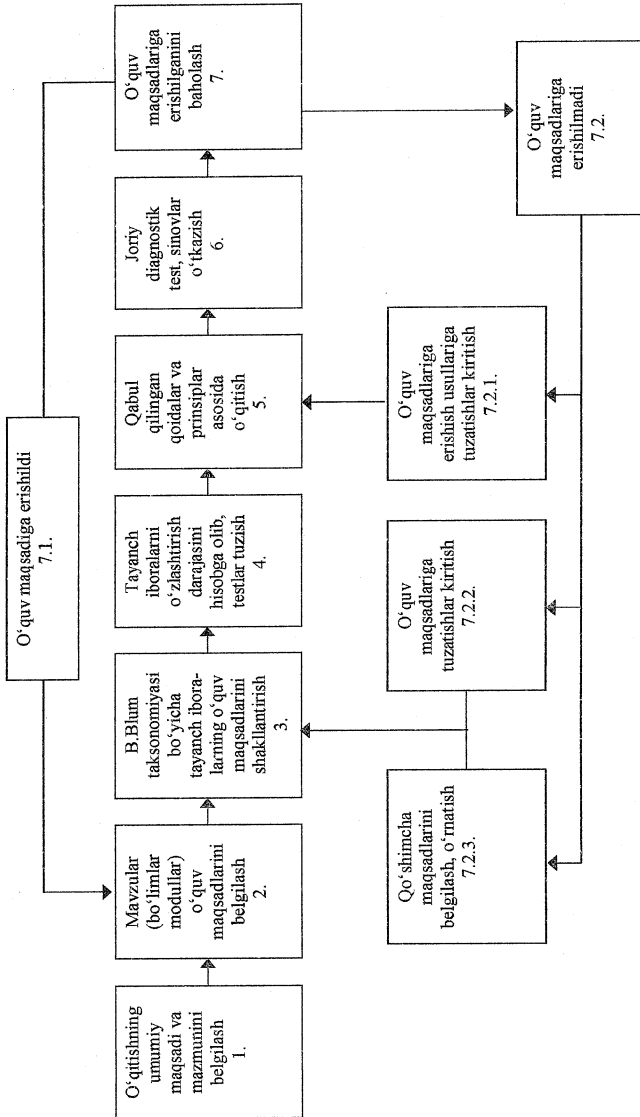 O‘quv maqsadiga erishildi
7.1.
O‘qitishning
umumiy
maqsadi va
mazmunini
belgilash
1.
Mavzular
(bo‘limlar
modullar)
o‘quv
maqsadlarini
belgilash
2.
B.Blum
taksonomiyasi
bo‘yicha
tayanch ibora-
larning o‘quv
maqsadlarini
shakllantirish
3.
Tayanch
iboralarni
o‘zlashtirish
darajasini
hisobga olib,
testlar tuzish
4.
Qabul
qilingan
qoidalar va
prinsiplar
asosida
o‘qitish
5.
Joriy
diagnostik
test, sinovlar
o‘tkazish
6.
O‘quv
maqsadlariga
erishilganini
baholash
7.
Qo‘shimcha
maqsadlarini
belgilash, o‘rnatish
7.2.3.
O‘quv
maqsadlariga
tuzatishlar kiritish
7.2.2.
O‘quv
maqsadlariga
erishish usullariga
tuzatishlar kiritish
7.2.1.
O‘quv
maqsadlariga
erishilmadi
7.2.